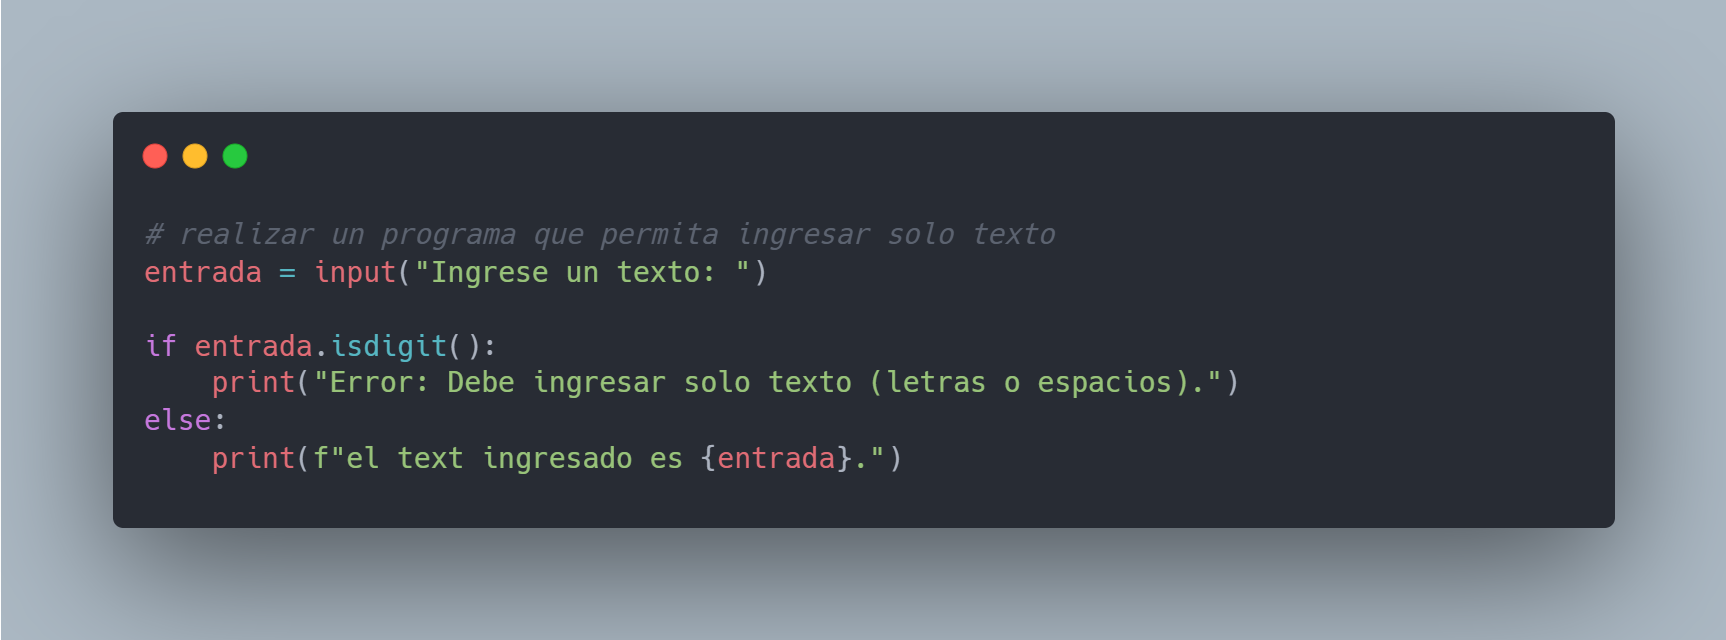 # realizar un programa que permita ingresar solo texto
entrada = input("Ingrese un texto: ")

if entrada.isdigit():
    print("Error: Debe ingresar solo texto (letras o espacios).")
else:
    print(f"el text ingresado es {entrada}.")